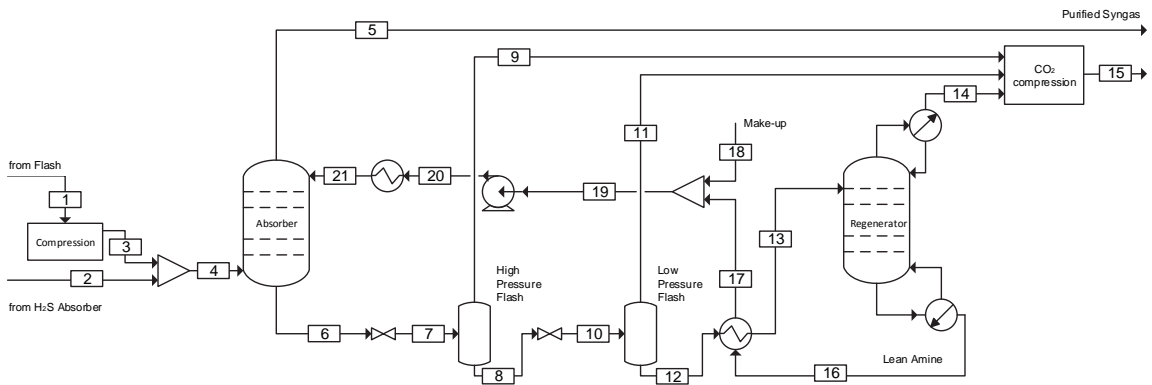 Purified Syngas
5
9
CO₂
compression
15
14
11
Make-up
18
from Flash
21
20
19
1
Absorber
Regenerator
Compression
3
13
4
2
17
High
Pressure
Flash
Low
Pressure
Flash
from H₂S Absorber
6
7
10
Lean Amine
8
12
16